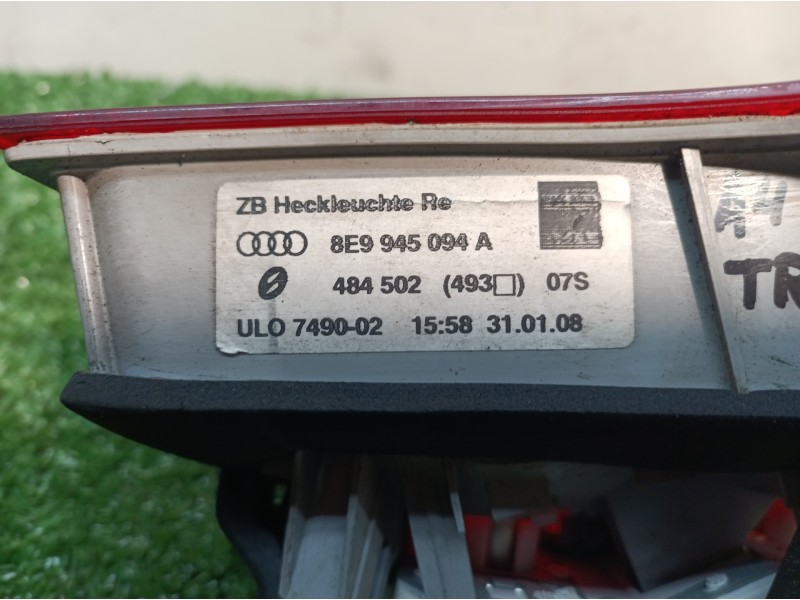 ZB Heckleuchte Re
8E9 945 094 A
484 502 (493□) 07S
ULO 7490-02 15:58 31.01.08
TR